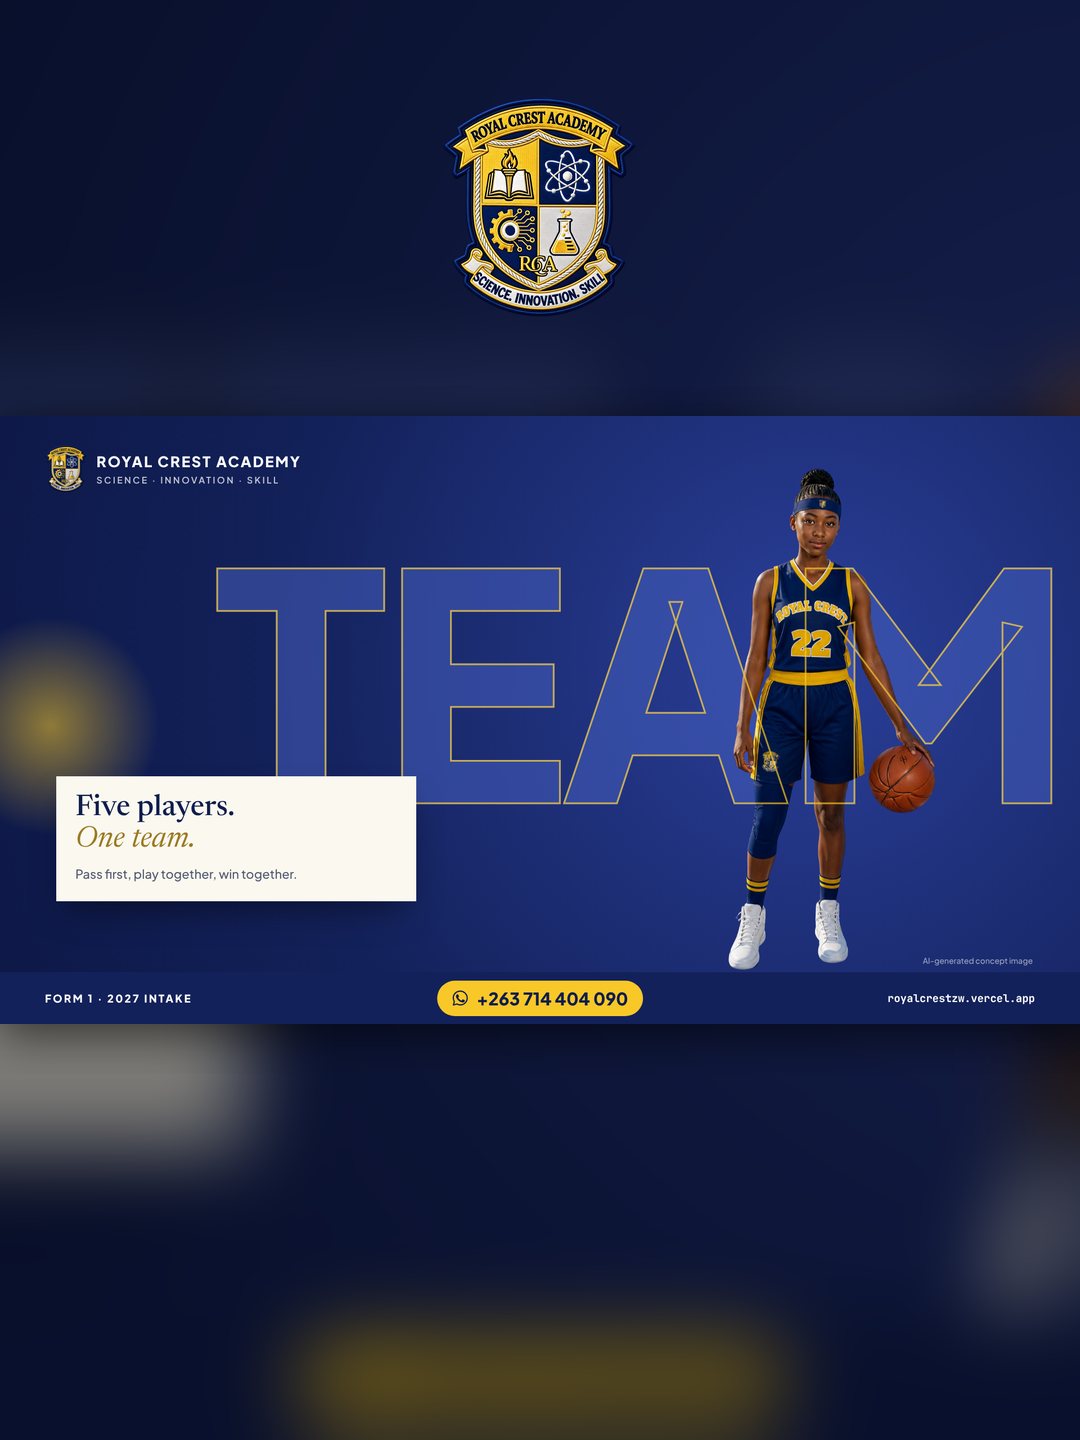 ROYAL CREST ACADEMY
RCA
SCIENCE. INNOVATION. SKILL
ROYAL CREST ACADEMY
SCIENCE · INNOVATION · SKILL
TEAM
ROYAL CREST
22
Five players.
One team.
Pass first, play together, win together.
AI-generated concept image
FORM 1 · 2027 INTAKE
+263 714 404 090
royalcrestzw.vercel.app